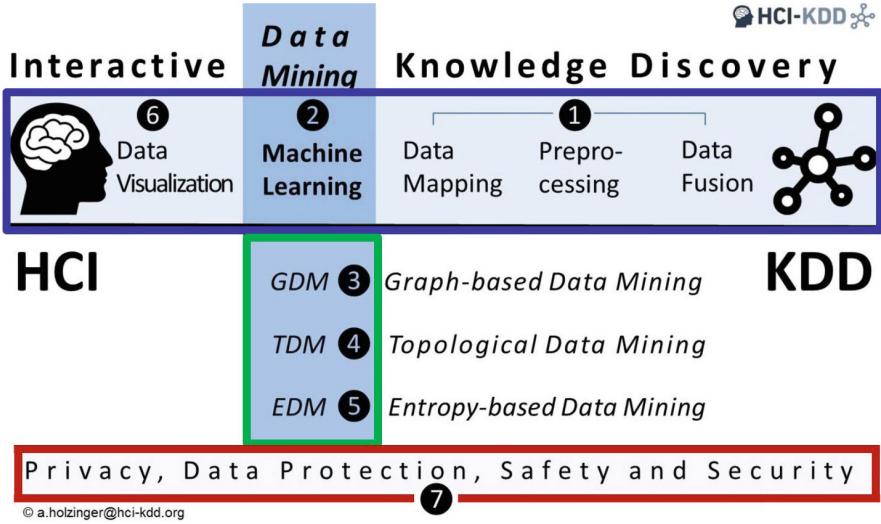 HCI-KDD
Interactive
Data
Mining
Knowledge Discovery
6
Data
Visualization
2
Machine
Learning
1
Data
Mapping
Prepro-
cessing
Data
Fusion
HCI
KDD
GDM 3 Graph-based Data Mining
TDM 4 Topological Data Mining
EDM 5 Entropy-based Data Mining
Privacy, Data Protection, Safety and Security
7
© a.holzinger@hci-kdd.org